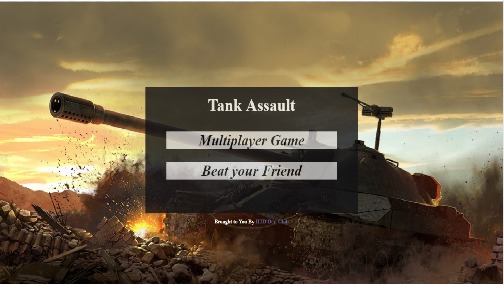 Tank Assault
Multiplayer Game
Beat your Friend
Brought to You By